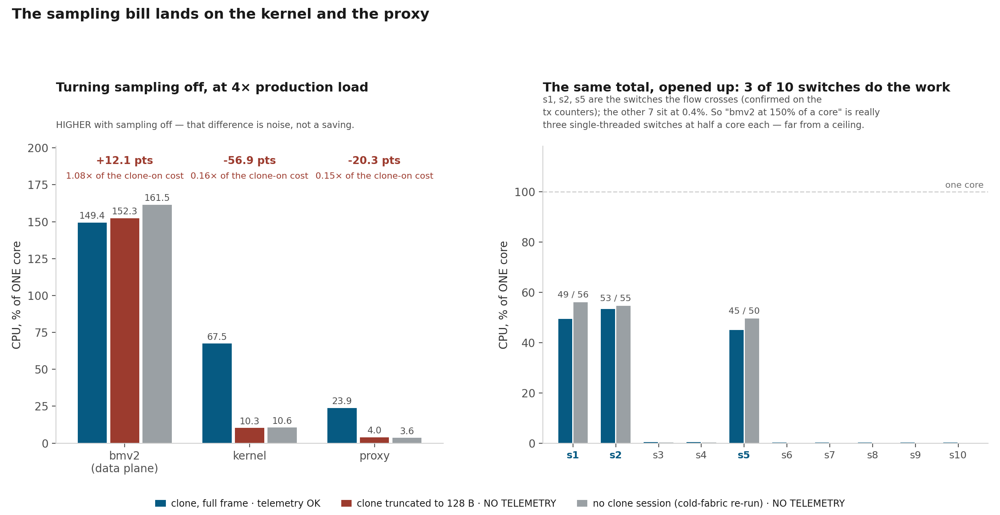 The sampling bill lands on the kernel and the proxy
Turning sampling off, at 4× production load
HIGHER with sampling off — that difference is noise, not a saving.
CPU, % of ONE core
200
175
150
125
100
75
50
25
0
+12.1 pts
-56.9 pts
-20.3 pts
1.08× of the clone-on cost
0.16× of the clone-on cost
0.15× of the clone-on cost
149.4
152.3
161.5
67.5
10.3
10.6
23.9
4.0
3.6
bmv2
(data plane)
kernel
proxy
The same total, opened up: 3 of 10 switches do the work
s1, s2, s5 are the switches the flow crosses (confirmed on the
tx counters); the other 7 sit at 0.4%. So "bmv2 at 150% of a core" is really
three single-threaded switches at half a core each — far from a ceiling.
CPU, % of ONE core
100
80
60
40
20
0
one core
49 / 56
53 / 55
45 / 50
s1
s2
s3
s4
s5
s6
s7
s8
s9
s10
clone, full frame · telemetry OK
clone truncated to 128 B · NO TELEMETRY
no clone session (cold-fabric re-run) · NO TELEMETRY